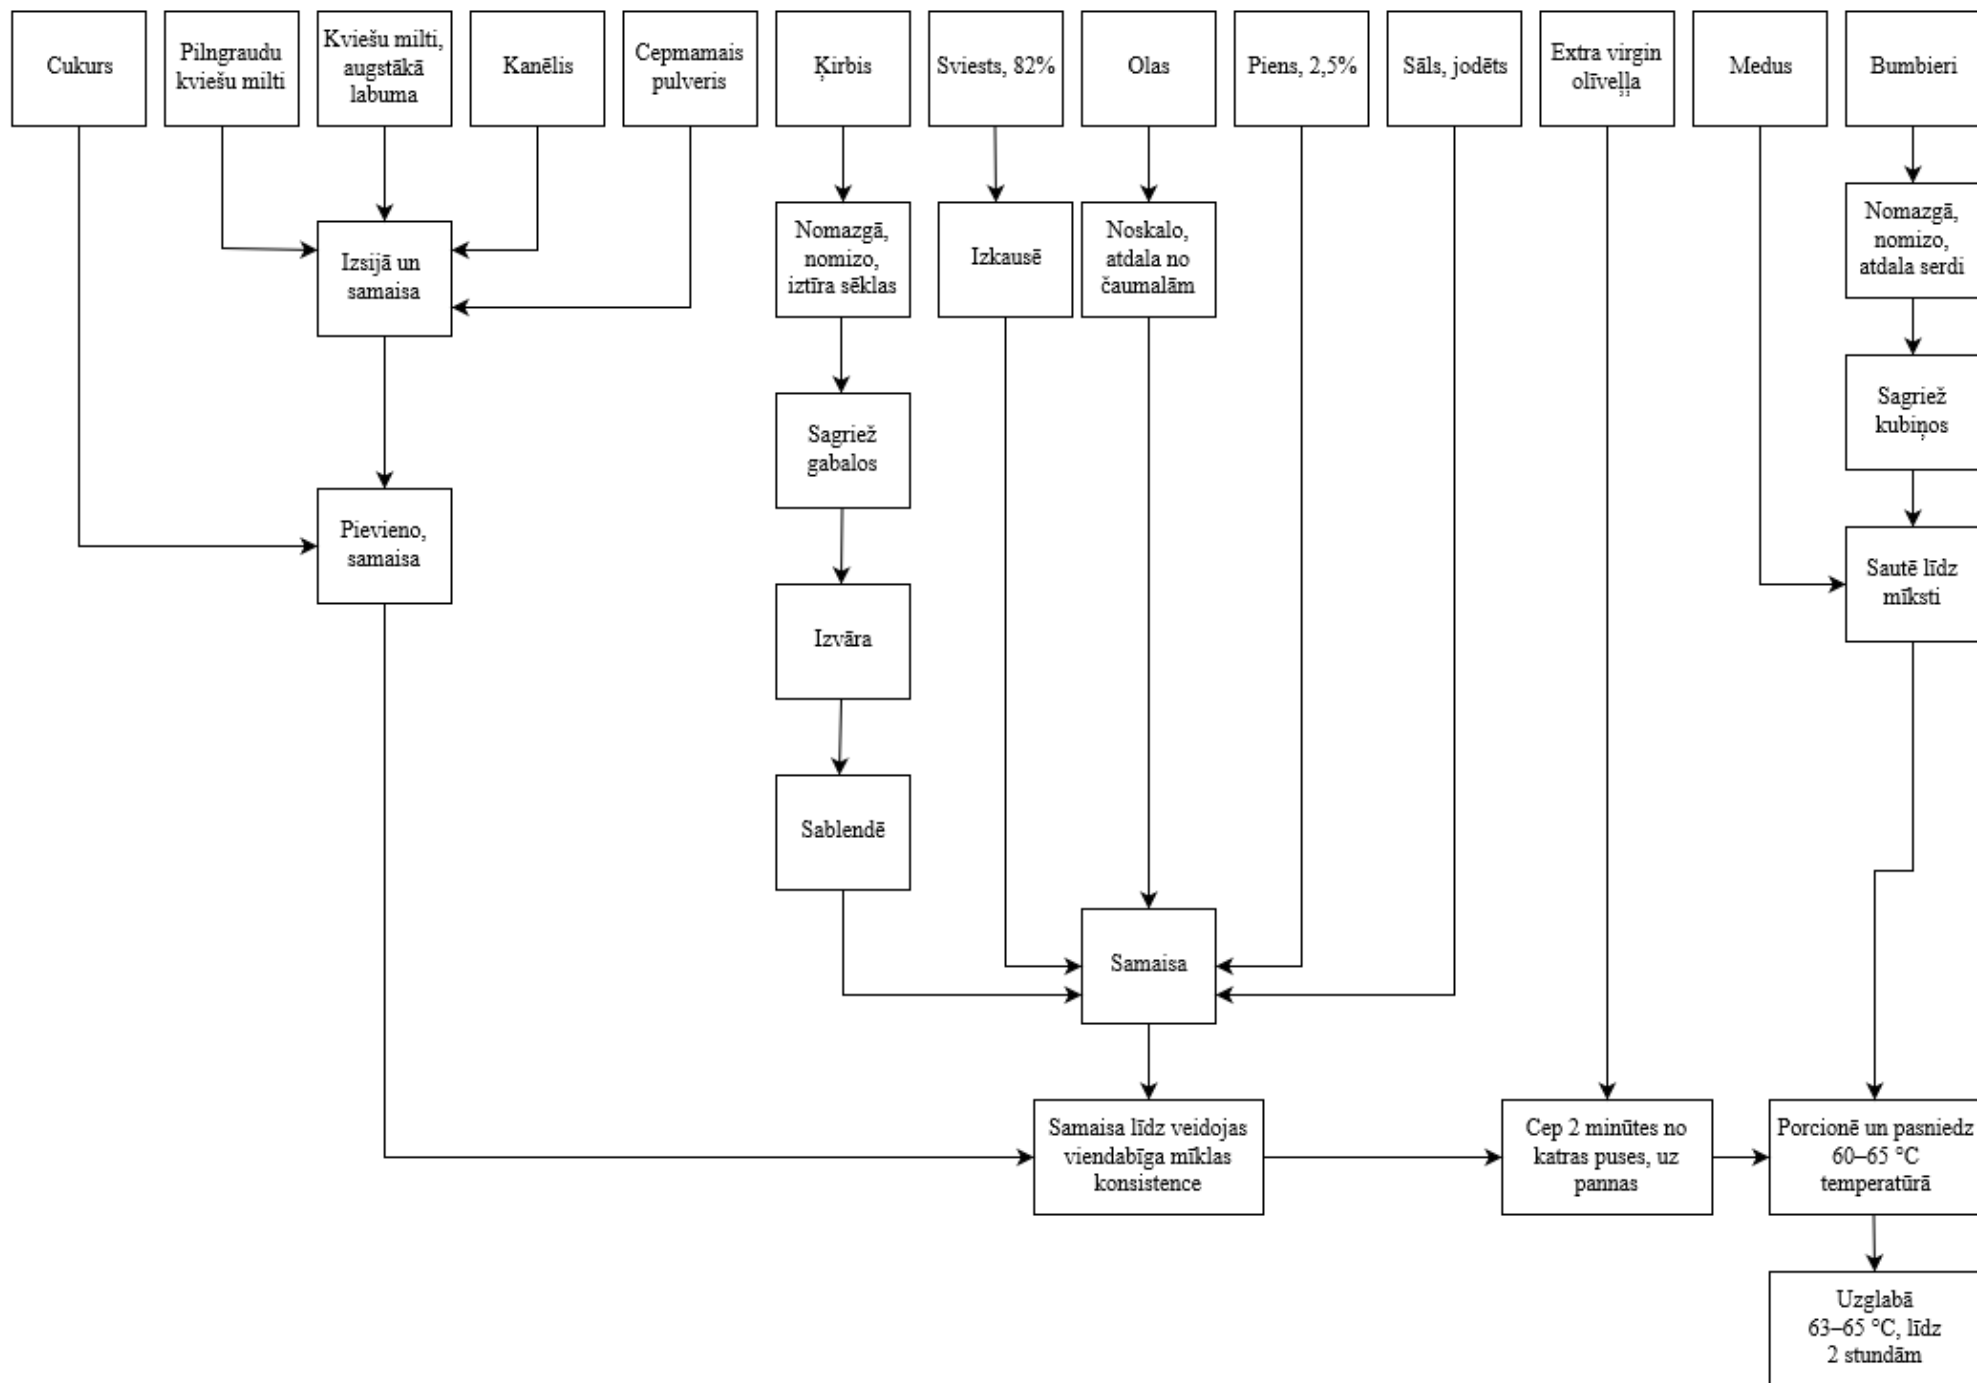 Cukurs
Pilngraudu
kviešu milti
Kviešu milti,
augstākā
labuma
Kanēlis
Cepmamais
pulveris
Ķirbis
Sviests, 82%
Olas
Piens, 2,5%
Sāls, jodēts
Extra virgin
olīveļļa
Medus
Bumbieri
Izsijā un
samaisa
Nomazgā,
nomizo,
iztīra sēklas
Izkausē
Noskalo,
atdala no
čaumalām
Nomazgā,
nomizo,
atdala serdi
Sagriež
gabalos
Sagriež
kubiņos
Pievieno,
samaisa
Izvāra
Sautē līdz
mīksti
Sablendē
Samaisa
Samaisa līdz veidojas
viendabīga mīklas
konsistence
Cep 2 minūtes no
katras puses, uz
pannas
Porcionē un pasniedz
60–65 °C
temperatūrā
Uzglabā
63–65 °C, līdz
2 stundām